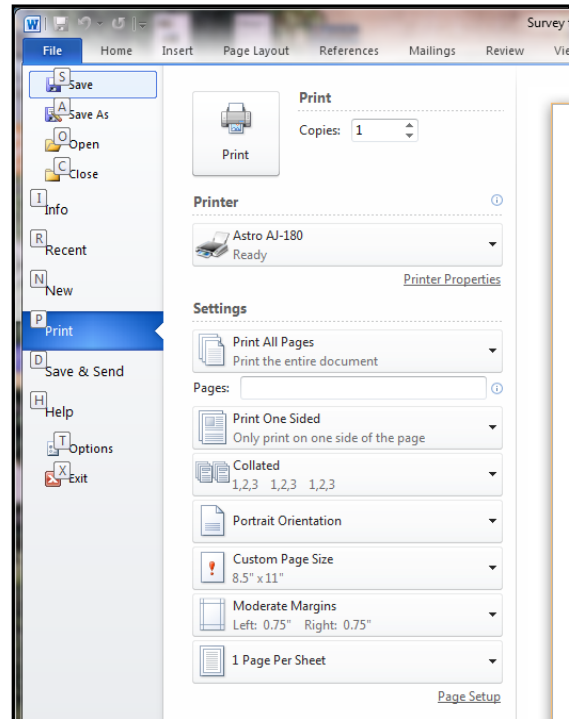 W
Survey
File Home Insert Page Layout References Mailings Review Vie
S Save
A Save As
O Open
C Close
I Info
R Recent
N New
P Print
D Save & Send
H Help
T Options
X Exit
Print
Print
Copies: 1
Printer
Astro AJ-180
Ready
Printer Properties
Settings
Print All Pages
Print the entire document
Pages:
Print One Sided
Only print on one side of the page
Collated
1,2,3 1,2,3 1,2,3
Portrait Orientation
Custom Page Size
8.5" x 11"
Moderate Margins
Left: 0.75" Right: 0.75"
1 Page Per Sheet
Page Setup